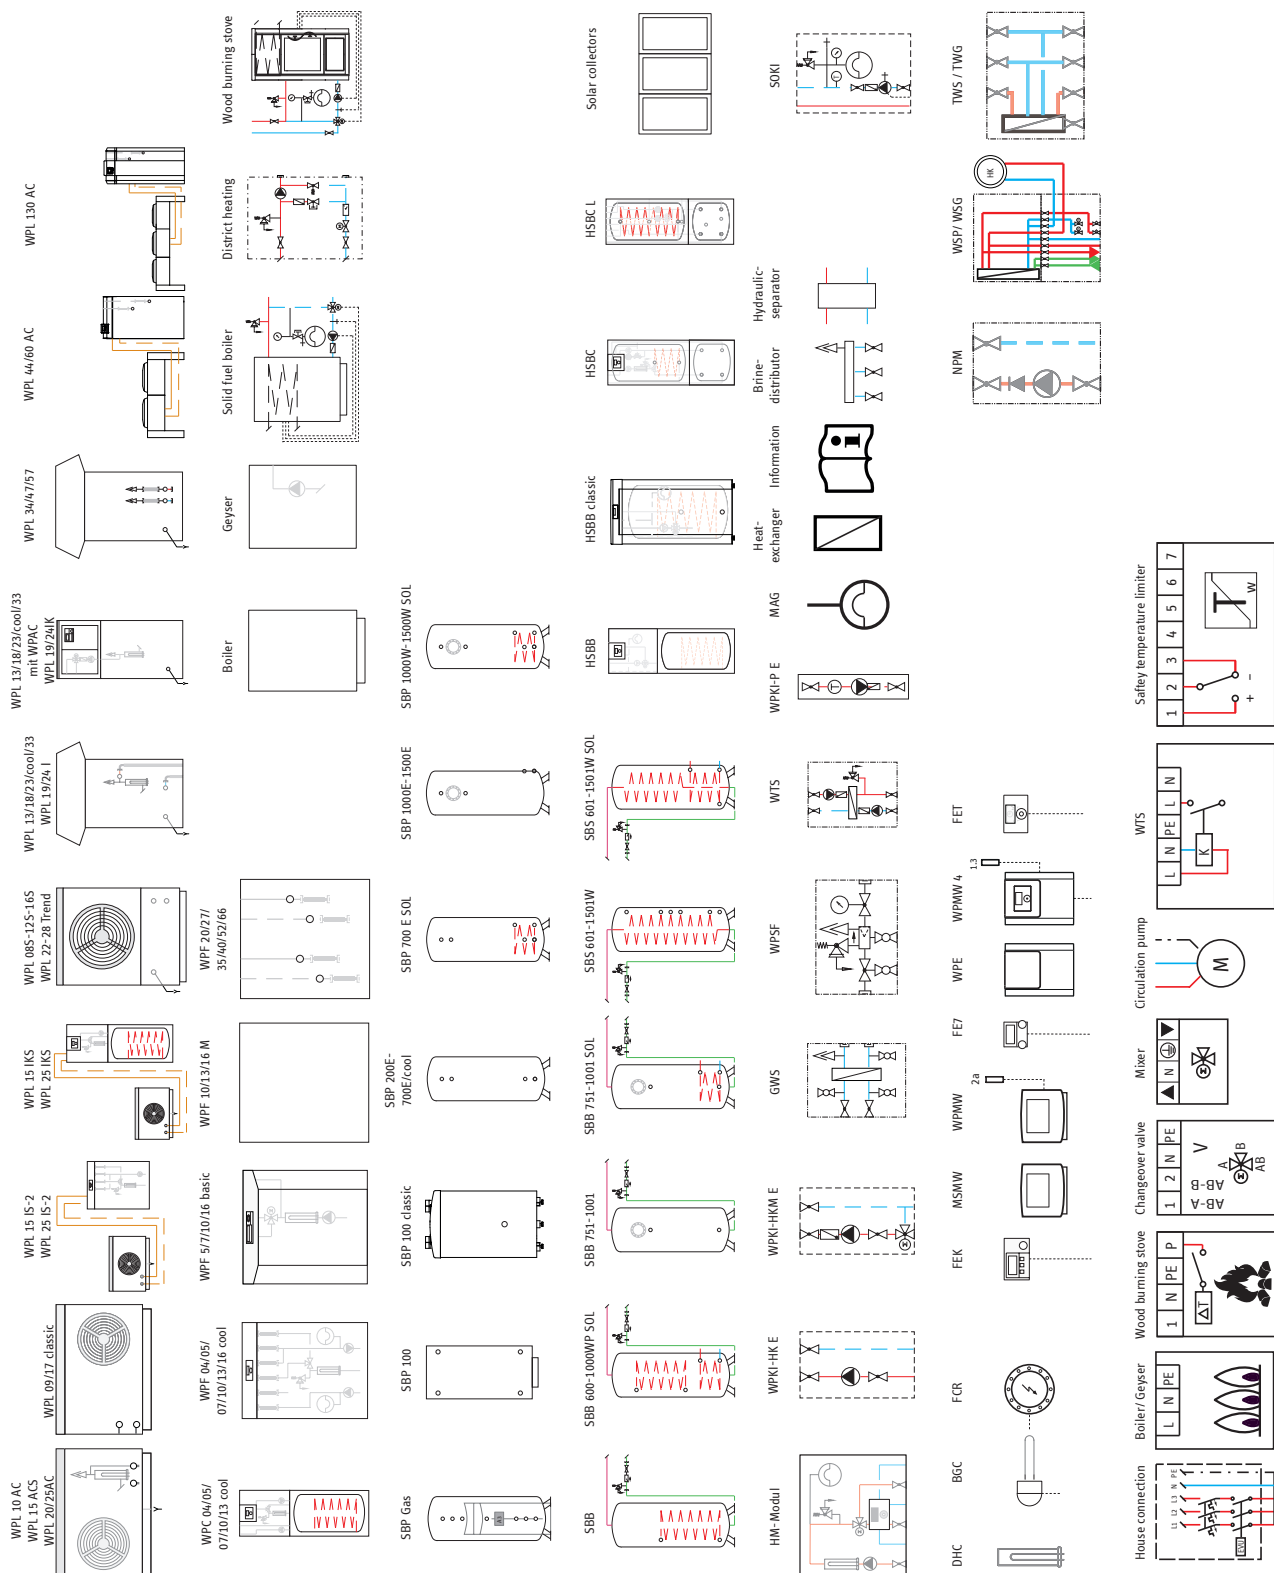 WPL 10 AC
WPL 15 ACS
WPL 20/25AC
WPL 09/17 classic
WPL 15 IS-2
WPL 25 IS-2
WPL 15 IKS
WPL 25 IKS
WPL 08S-12S-16S
WPL 22-28 Trend
WPL 13/18/23/cool/33
WPL 19/24 I
WPL 13/18/23/cool/33
mit WPAC
WPL 19/24IK
WPL 34/47/57
WPL 44/60 AC
WPL 130 AC
WPC 04/05/
07/10/13 cool
WPF 04/05/
07/10/13/16 cool
WPF 5/7/10/16 basic
WPF 10/13/16 M
WPF 20/27/
35/40/52/66
Boiler
Geyser
Solid fuel boiler
District heating
Wood burning stove
SBP Gas
SBP 100
SBP 100 classic
SBP 200E-
700E/cool
SBP 700 E SOL
SBP 1000E-1500E
SBP 1000W-1500W SOL
SBB
SBB 600-1000WP SOL
SBB 751-1001
SBB 751-1001 SOL
SBS 601-1501W
SBS 601-1501W SOL
HSBB
HSBB classic
HSBC
HSBC L
Solar collectors
HM-Modul
WPKI-HK E
WPKI-HKM E
GWS
WPSF
WTS
WPKI-P E
MAG
Heat-
exchanger
Information
Brine-
distributor
Hydraulic-
separator
SOKI
DHC
BGC
FCR
FEK
MSMW
WPMW
2a
FE7
WPE
WPMW 4
1.3
FET
NPM
WSP/ WSG
HK
TWS / TWG
House connection
L1 L2 L3 N PE
EVU
Boiler/ Geyser
L N PE
Wood burning stove
1 N PE P
ΔT
Changeover valve
1 2 N PE
AB-A
AB-B
V
A
B
AB
M
Mixer
N
M
Circulation pump
M
WTS
L N PE L N
K
Saftey temperature limiter
1 2 3 4 5 6 7
+ -
T
W